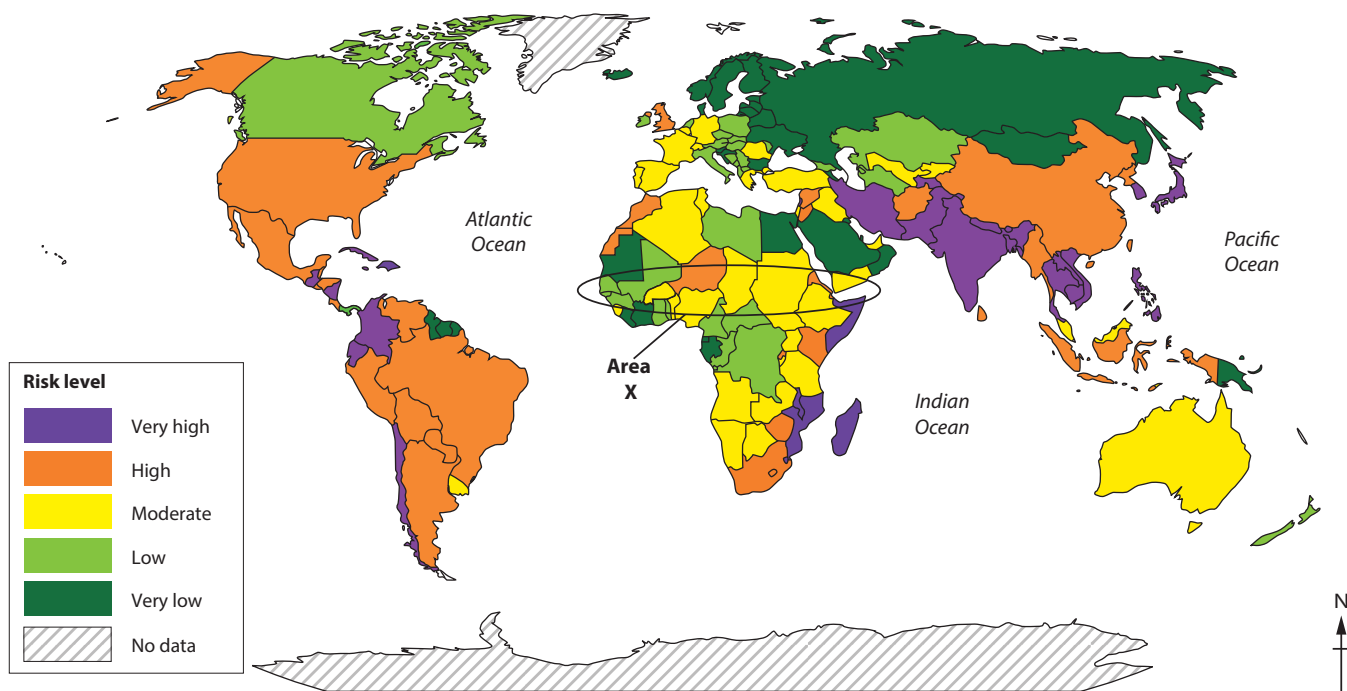 Atlantic
Ocean
Pacific
Ocean
Area
X
Indian
Ocean
Risk level
Very high
High
Moderate
Low
Very low
No data
N